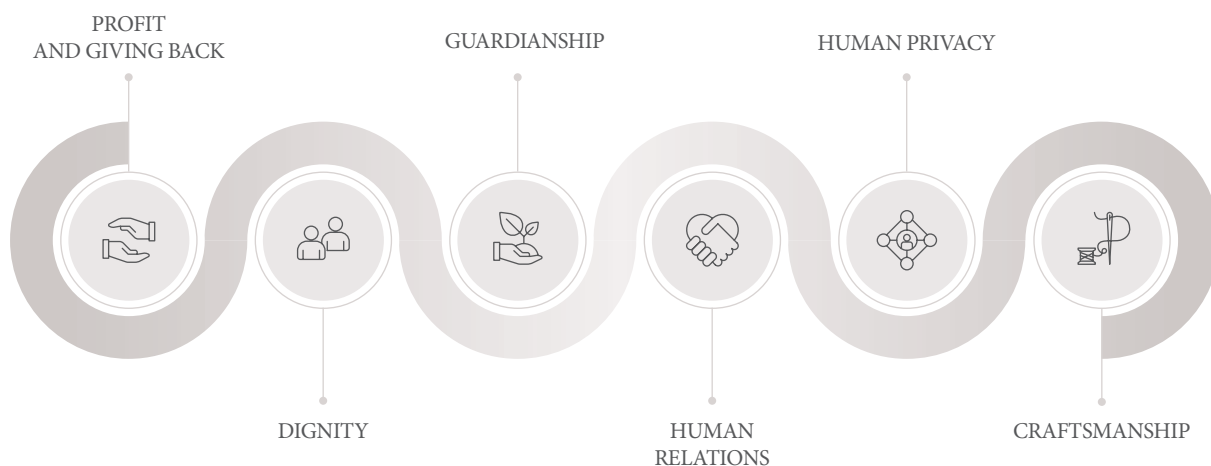 PROFIT
AND GIVING BACK
GUARDIANSHIP
HUMAN PRIVACY
DIGNITY
HUMAN
RELATIONS
CRAFTSMANSHIP